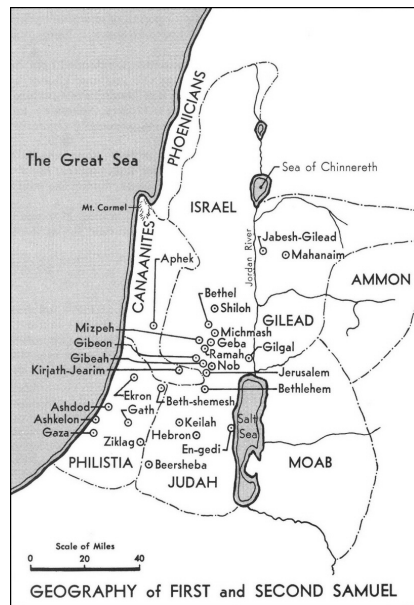 PHOENICIANS
The Great Sea
Sea of Chinnereth
Mt. Carmel
ISRAEL
CANAANITES
Jordan River
Jabesh-Gilead
Mahanaim
Aphek
AMMON
Bethel
Shiloh
GILEAD
Mizpeh
Michmash
Gibeon
Geba
Ramah
Gilgal
Gibeah
Nob
Kirjath-Jearim
Jerusalem
Bethlehem
Ekron
Beth-shemesh
Ashdod
Gath
Ashkelon
Keilah
Salt
Sea
Gaza
Hebron
Ziklag
En-gedi
PHILISTIA
Beersheba
MOAB
JUDAH
Scale of Miles
0 20 40
GEOGRAPHY of FIRST and SECOND SAMUEL